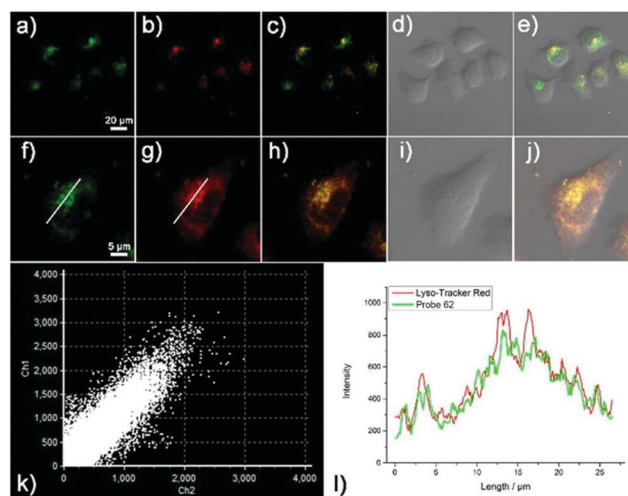 a) b) c) d) e)
20 µm
f) g) h) i) j)
5 µm
4,000
3,500
3,000
2,500
2,000
1,500
1,000
500
0
Ch1
0 1,000 2,000 3,000 4,000
Ch2
k)
Lyso-Tracker Red
Probe 62
1000
800
600
400
200
Intensity
0 5 10 15 20 25
Length / µm
l)